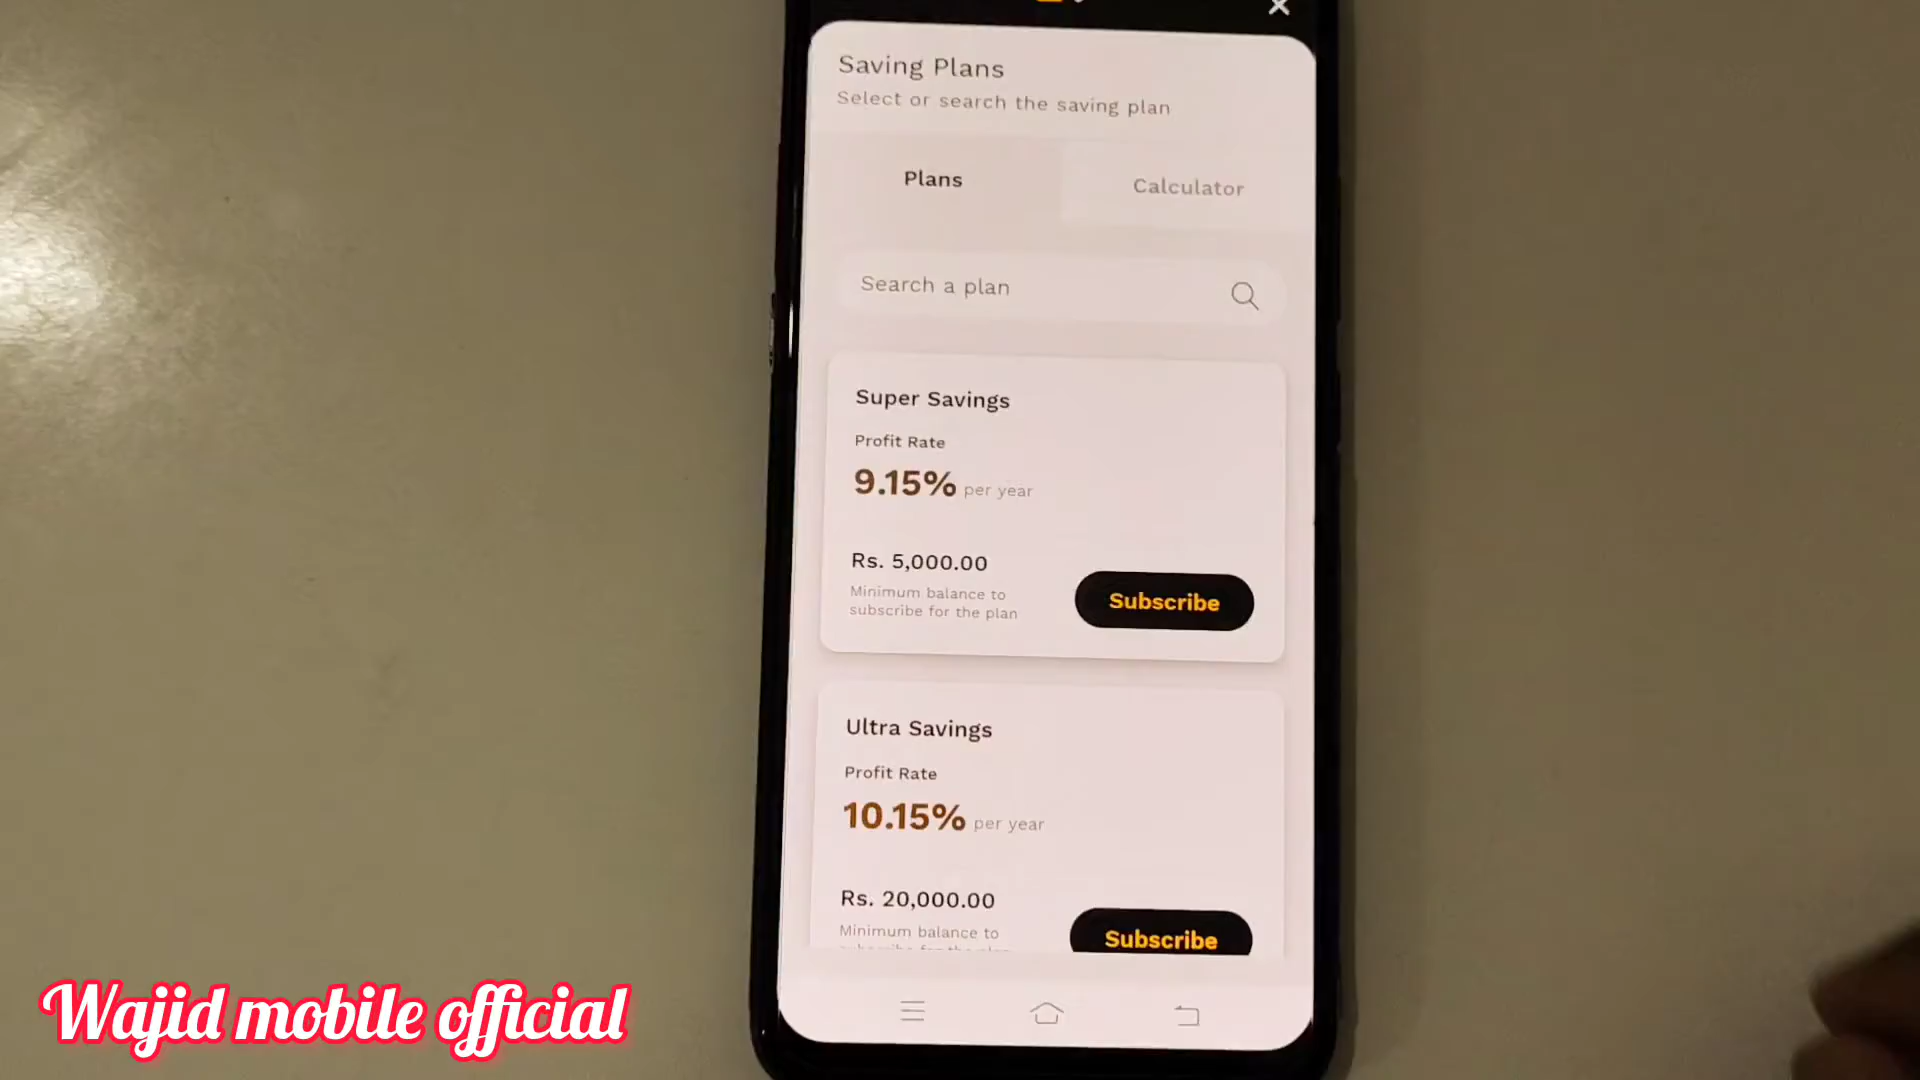 Saving Plans
Select or search the saving plan
Plans
Calculator
Search a plan
Super Savings
Profit Rate
9.15% per year
Rs. 5,000.00
Minimum balance to
subscribe for the plan
Subscribe
Ultra Savings
Profit Rate
10.15% per year
Rs. 20,000.00
Minimum balance to
Subscribe
Wajid mobile official